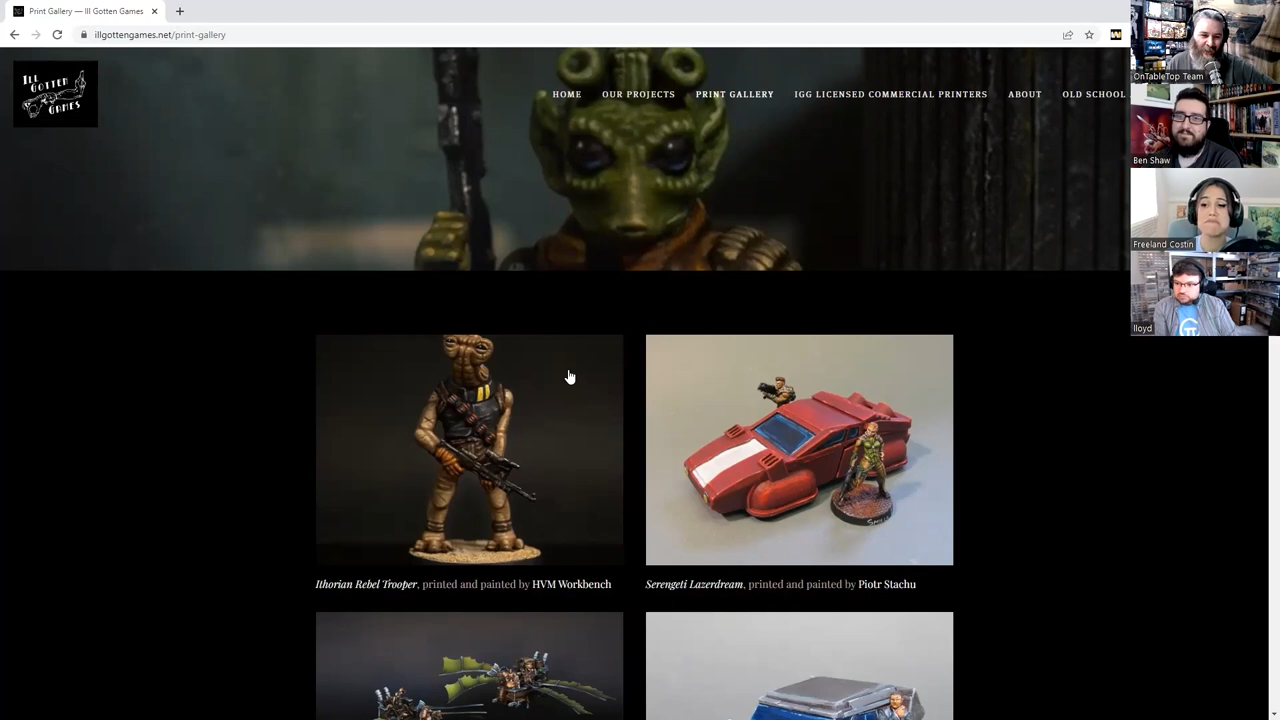 Print Gallery — Ill Gotten Games
illgottengames.net/print-gallery
ILL
GOTTEN
GAMES
HOME OUR PROJECTS PRINT GALLERY IGG LICENSED COMMERCIAL PRINTERS ABOUT OLD SCHOOL
OnTableTop Team
Ben Shaw
Freeland Costin
lloyd
Ithorian Rebel Trooper, printed and painted by HVM Workbench
Serengeti Lazerdream, printed and painted by Piotr Stachu